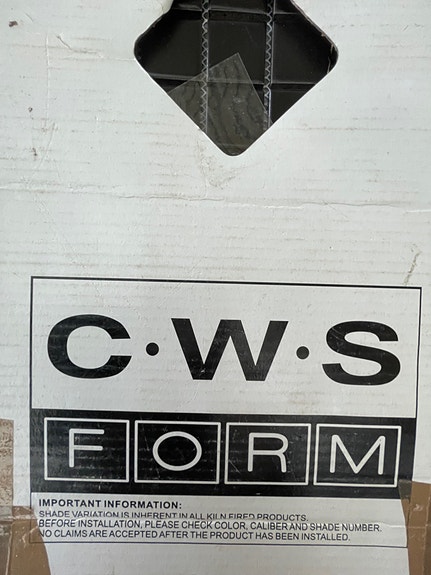 C·W·S
FORM
IMPORTANT INFORMATION:
SHADE VARIATION IS INHERENT IN ALL KILN FIRED PRODUCTS.
BEFORE INSTALLATION, PLEASE CHECK COLOR, CALIBER AND SHADE NUMBER.
NO CLAIMS ARE ACCEPTED AFTER THE PRODUCT HAS BEEN INSTALLED.